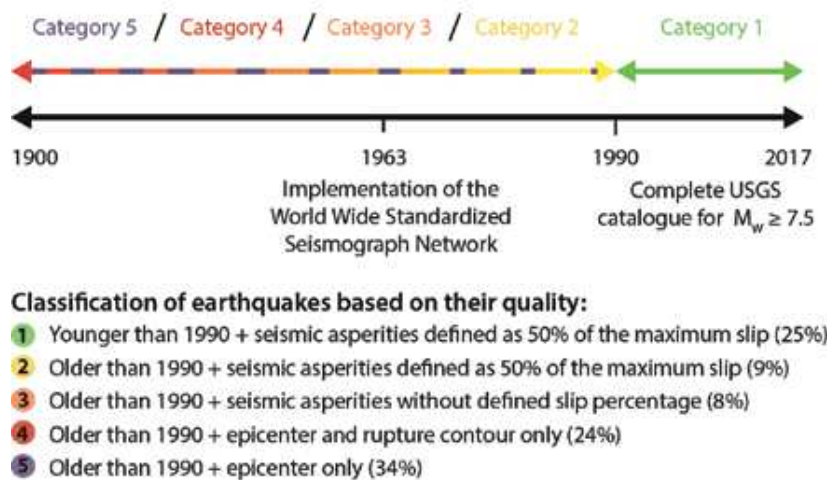 Category 5 / Category 4 / Category 3 / Category 2 Category 1
1900 1963 1990 2017
Implementation of the
World Wide Standardized
Seismograph Network
Complete USGS
catalogue for Mw ≥ 7.5
Classification of earthquakes based on their quality:
1 Younger than 1990 + seismic asperities defined as 50% of the maximum slip (25%)
2 Older than 1990 + seismic asperities defined as 50% of the maximum slip (9%)
3 Older than 1990 + seismic asperities without defined slip percentage (8%)
4 Older than 1990 + epicenter and rupture contour only (24%)
5 Older than 1990 + epicenter only (34%)